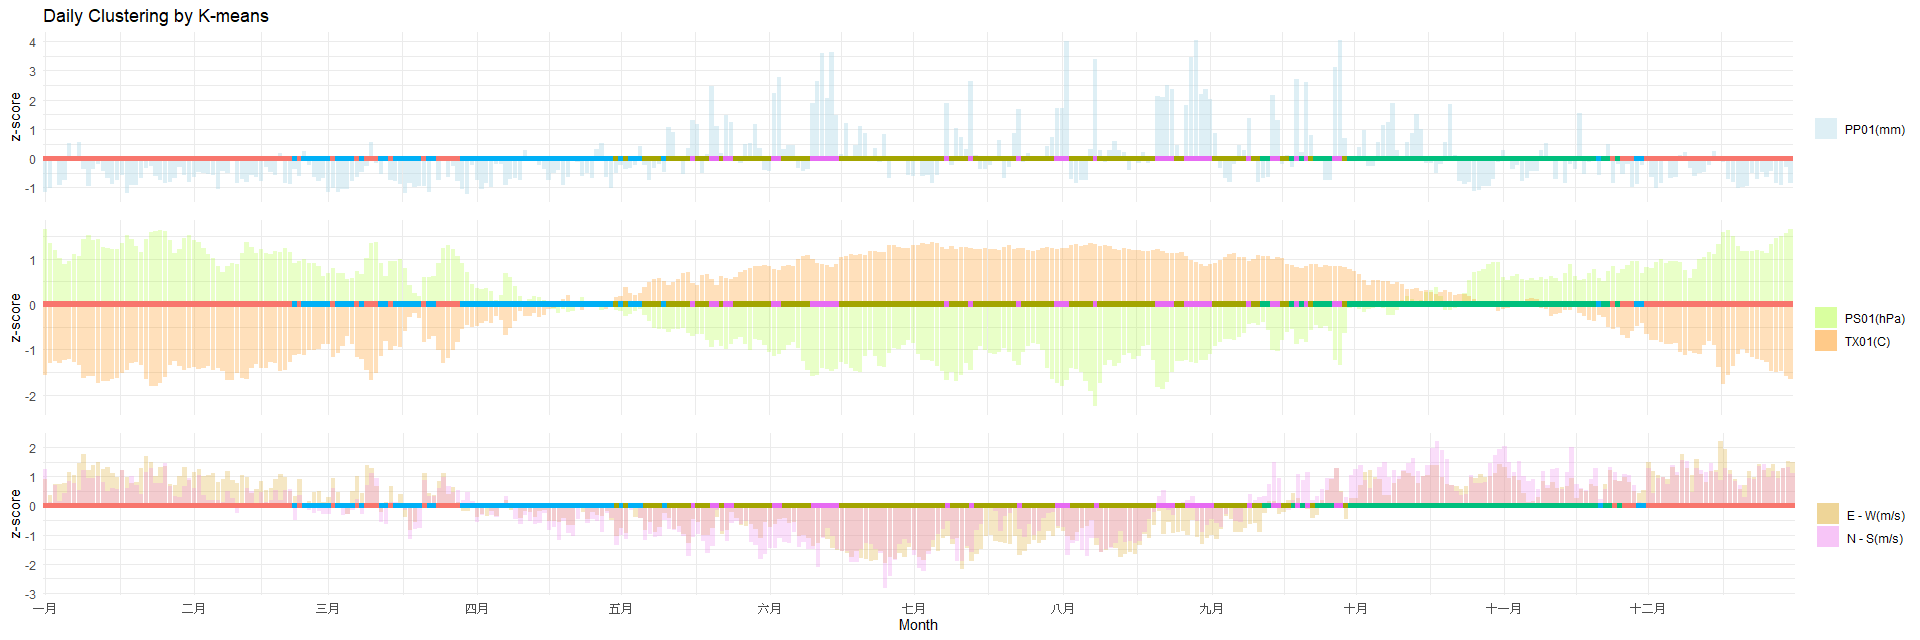 Daily Clustering by K-means
4
3
2
1
0
-1
z-score
PP01(mm)
1
0
-1
-2
z-score
PS01(hPa)
TX01(C)
2
1
0
-1
-2
-3
z-score
E - W(m/s)
N - S(m/s)
一月 二月 三月 四月 五月 六月 七月 八月 九月 十月 十一月 十二月
Month